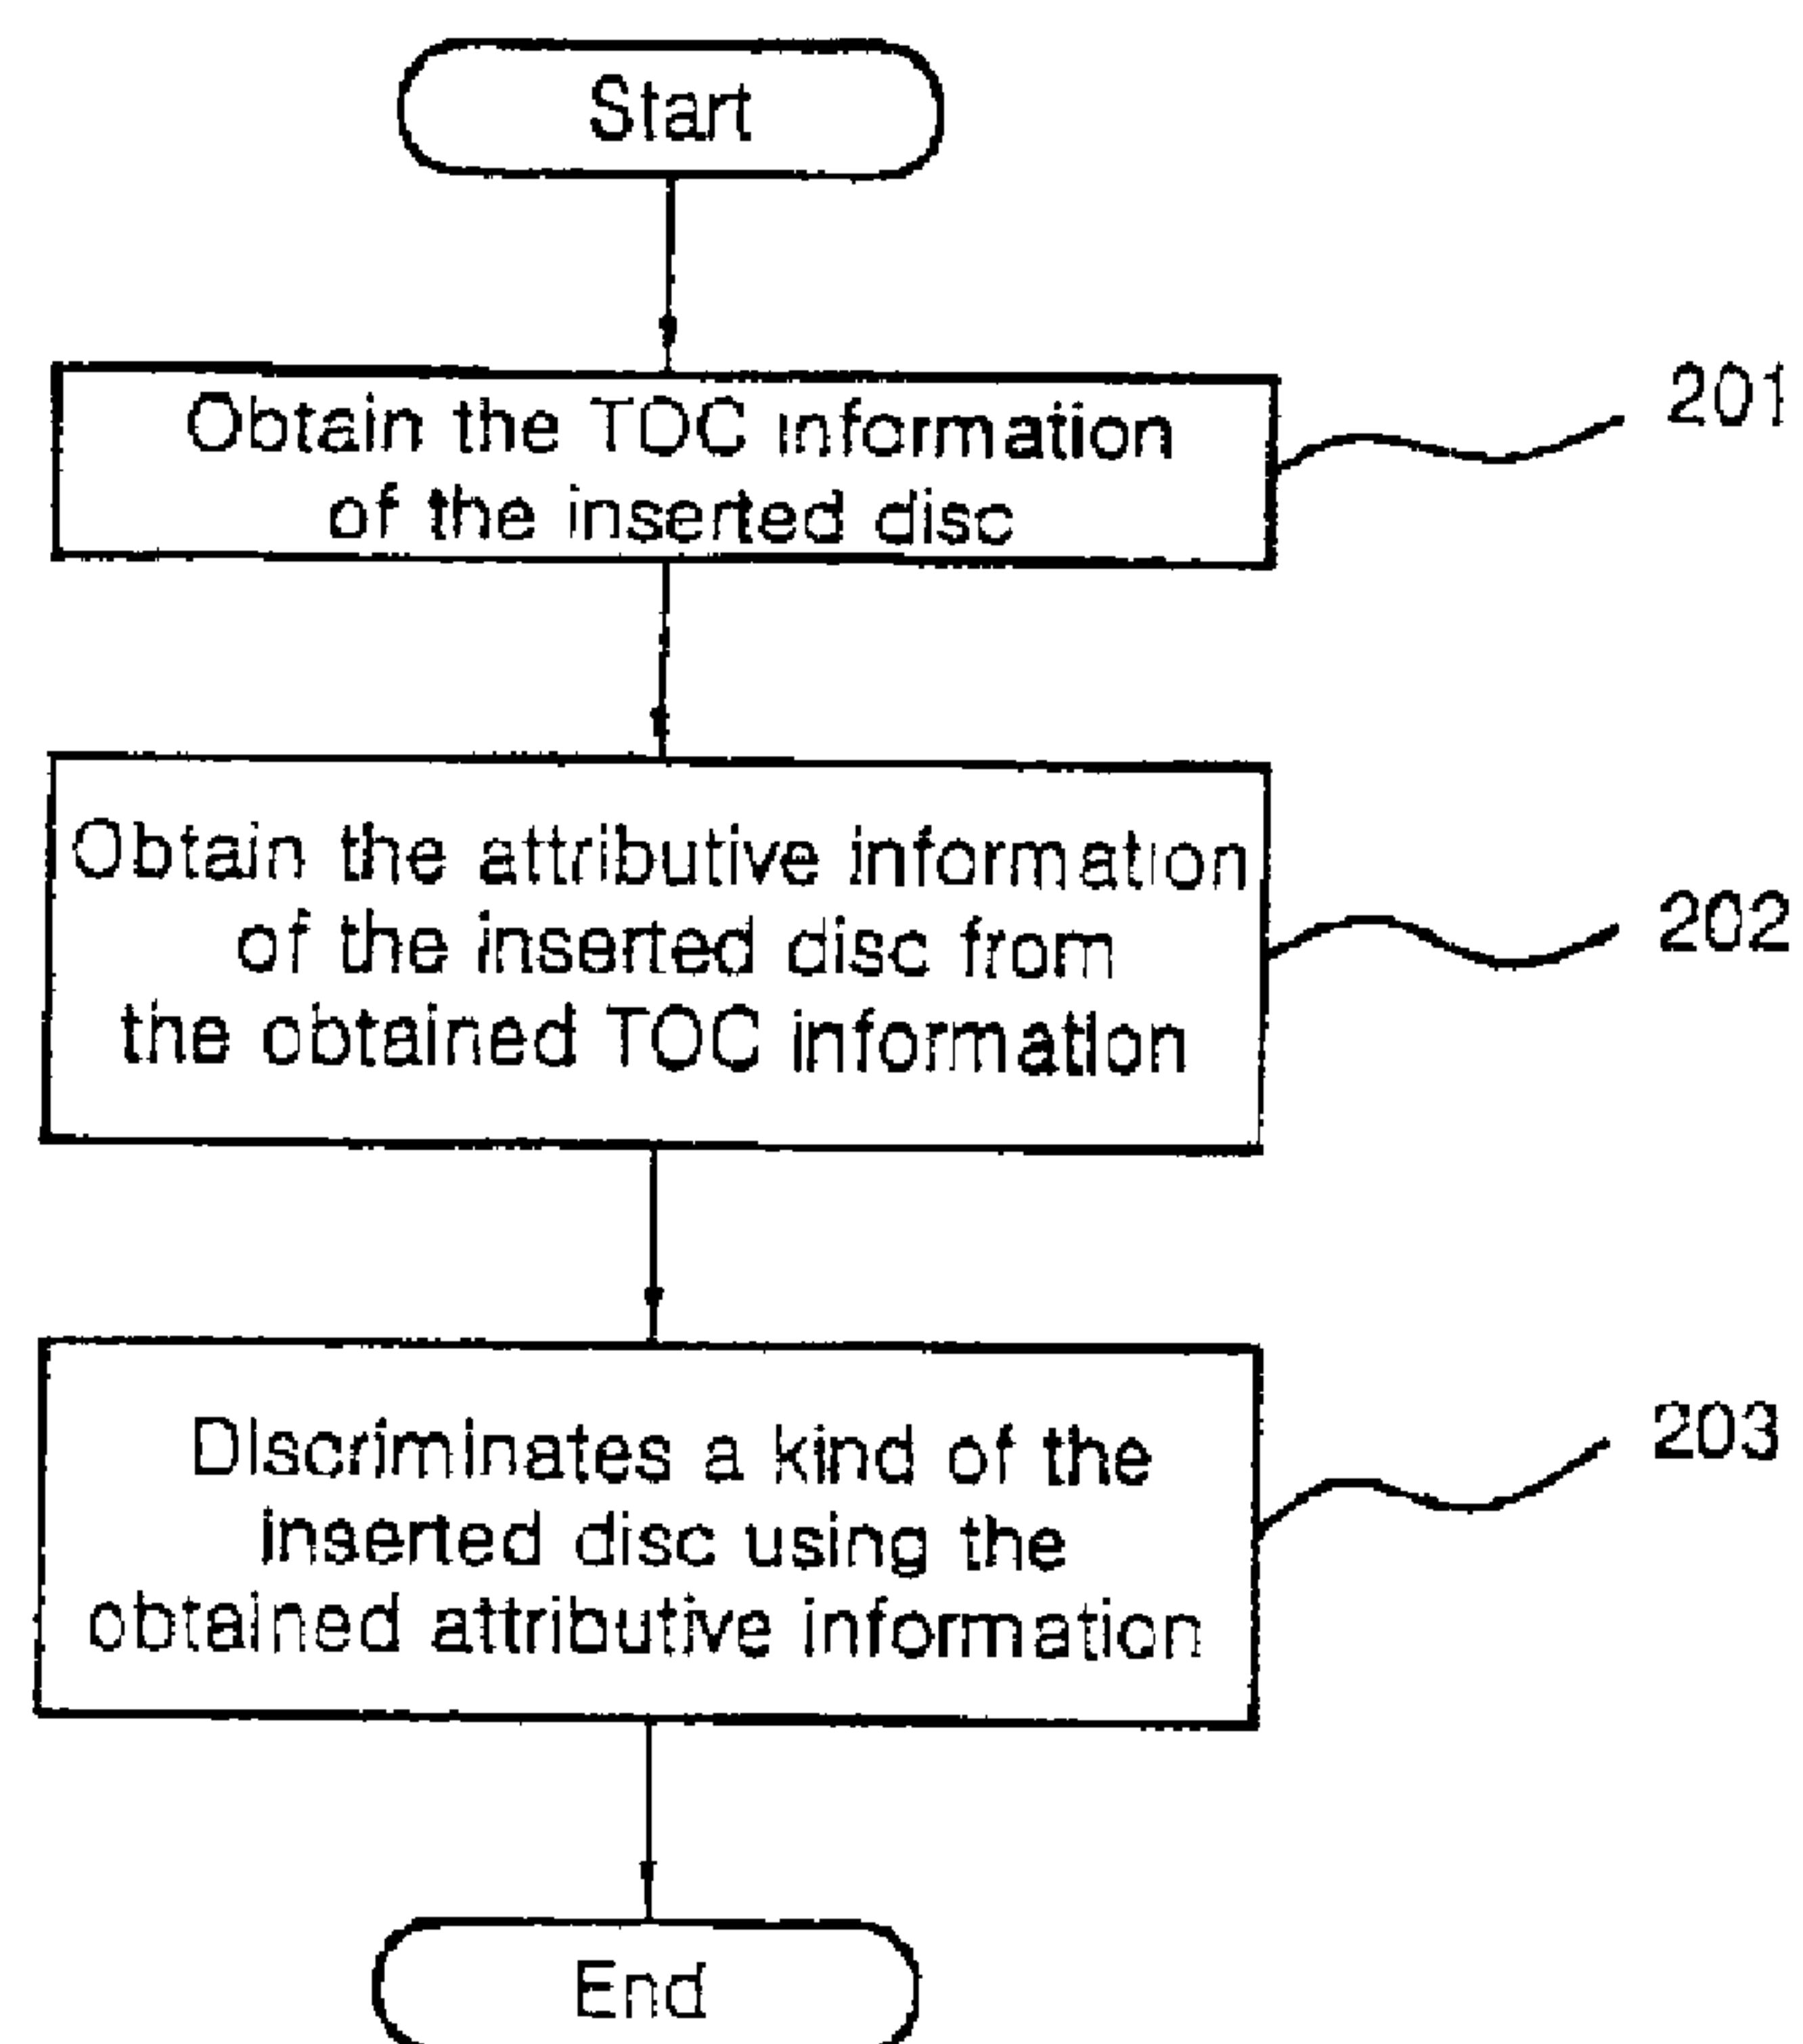 Start
Obtain the TOC information
of the inserted disc
201
Obtain the attributive information
of the inserted disc from
the obtained TOC information
202
Discriminates a kind of the
inserted disc using the
obtained attributive information
203
End